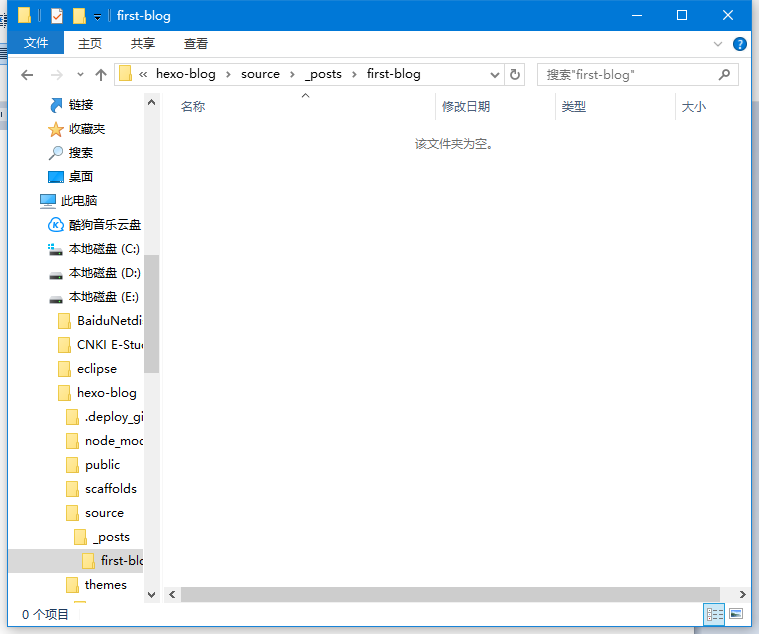 first-blog
文件 主页 共享 查看
« hexo-blog › source › _posts › first-blog
搜索"first-blog"
名称 修改日期 类型 大小
该文件夹为空。
链接
收藏夹
搜索
桌面
此电脑
酷狗音乐云盘
本地磁盘 (C:)
本地磁盘 (D:)
本地磁盘 (E:)
BaiduNetdi
CNKI E-Stu
eclipse
hexo-blog
.deploy_gi
node_mod
public
scaffolds
source
_posts
first-blo
themes
0 个项目